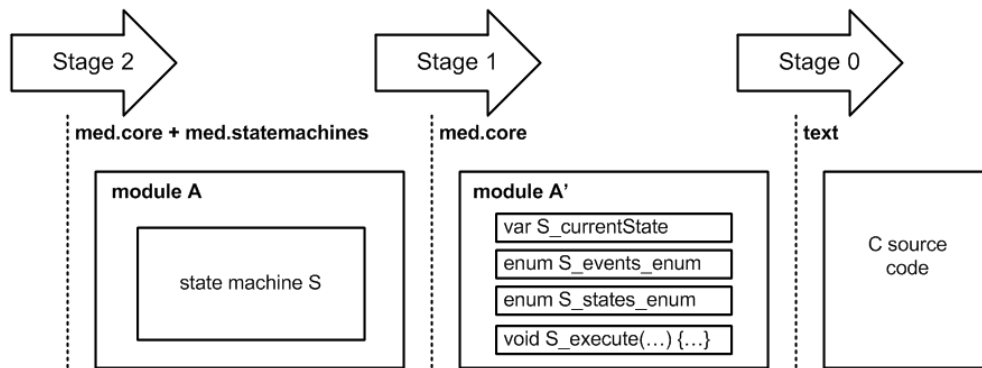 Stage 2
Stage 1
Stage 0
med.core + med.statemachines
med.core
text
module A
state machine S
module A’
var S_currentState
enum S_events_enum
enum S_states_enum
void S_execute(…) {…}
C source
code